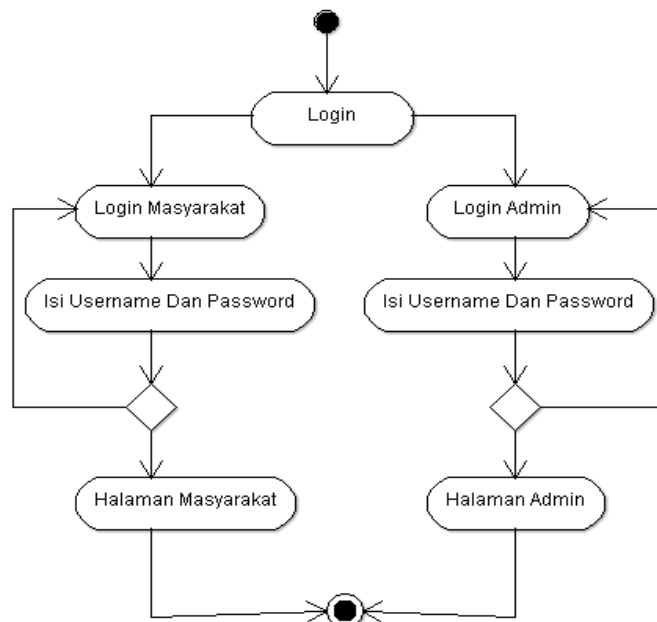 Login
Login Masyarakat
Login Admin
Isi Username Dan Password
Isi Username Dan Password
Halaman Masyarakat
Halaman Admin